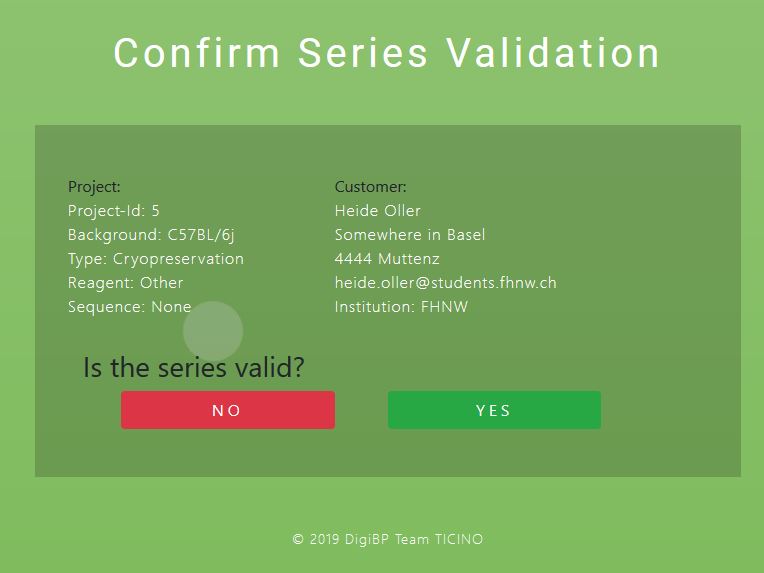 Confirm Series Validation
Project:
Project-Id: 5
Background: C57BL/6j
Type: Cryopreservation
Reagent: Other
Sequence: None
Customer:
Heide Oller
Somewhere in Basel
4444 Muttenz
heide.oller@students.fhnw.ch
Institution: FHNW
Is the series valid?
NO
YES
© 2019 DigiBP Team TICINO